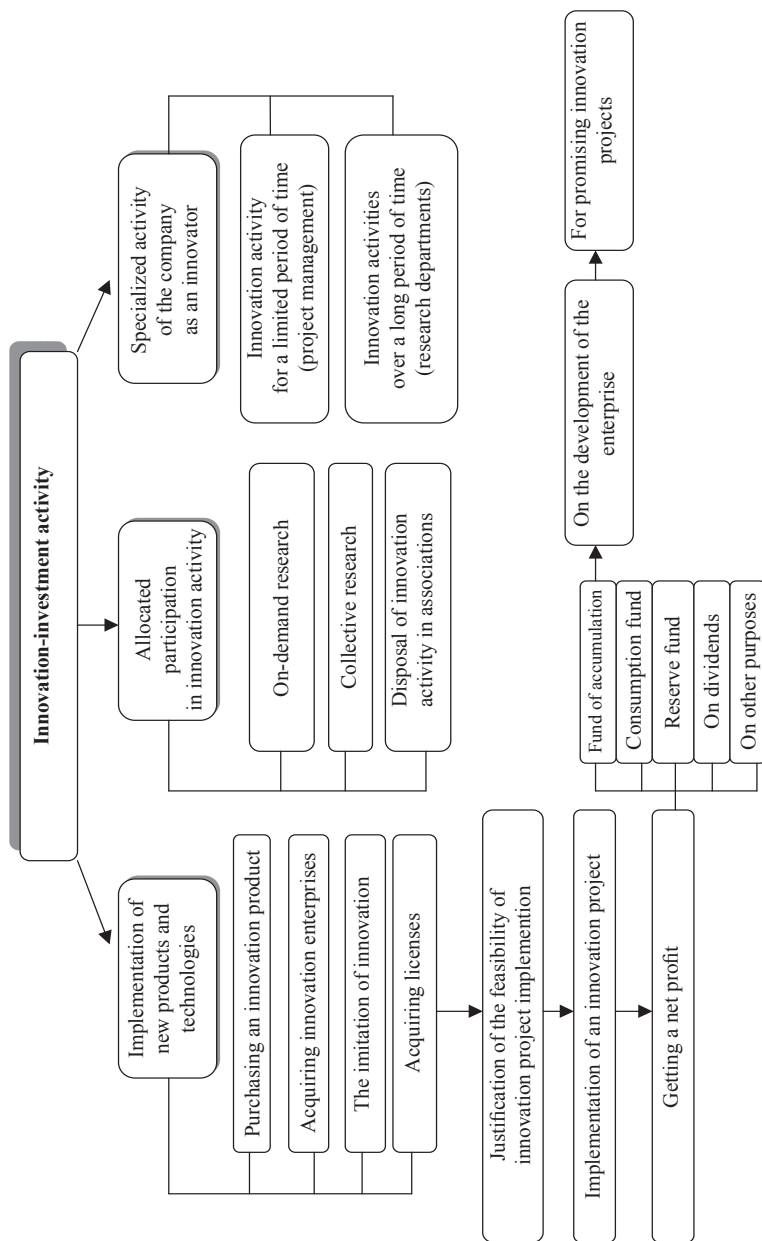 Innovation-investment activity
Implementation of
new products and
technologies
Purchasing an innovation product
Acquiring innovation enterprises
The imitation of innovation
Acquiring licenses
Allocated
participation
in innovation activity
On-demand research
Collective research
Disposal of innovation
activity in associations
Specialized activity
of the company
as an innovator
Innovation activity
for a limited period of time
(project management)
Innovation activities
over a long period of time
(research departments)
Justification of the feasibility of
innovation project implemention
Implementation of an innovation project
Getting a net profit
Fund of accumulation
Consumption fund
Reserve fund
On dividends
On other purposes
On the development of the
enterprise
For promising innovation
projects